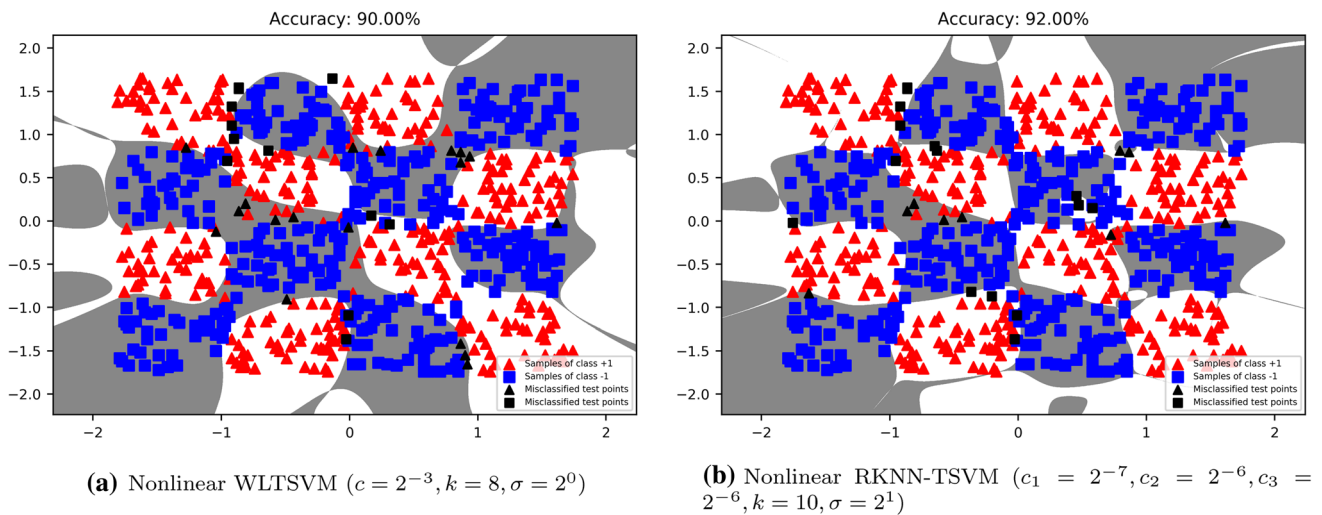 Accuracy: 90.00%
2.0
1.5
1.0
0.5
0.0
−0.5
−1.0
−1.5
−2.0
−2
−1
0
1
2
Samples of class +1
Samples of class -1
Misclassified test points
Misclassified test points
(a) Nonlinear WLTSVM (c = 2⁻³, k = 8, σ = 2⁰)
Accuracy: 92.00%
2.0
1.5
1.0
0.5
0.0
−0.5
−1.0
−1.5
−2.0
−2
−1
0
1
2
Samples of class +1
Samples of class -1
Misclassified test points
Misclassified test points
(b) Nonlinear RKNN-TSVM (c₁ = 2⁻⁷, c₂ = 2⁻⁶, c₃ =
2⁻⁶, k = 10, σ = 2¹)